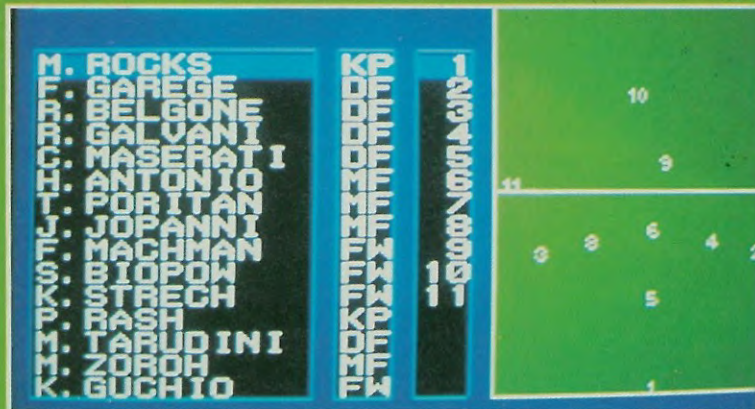 M. ROCKS KP 1
F. GAREGE DF 2
R. BELGONE DF 3
R. GALVANI DF 4
C. MASERATI DF 5
H. ANTONIO MF 6
T. PORITAN MF 7
J. JOPANNI MF 8
F. MACHMAN FW 9
S. BIOPOW FW 10
K. STRECH FW 11
P. RASH KP
M. TARUDINI DF
M. ZOROH MF
K. GUCHIO FW
10
9
11
6
3 8 4
5
1